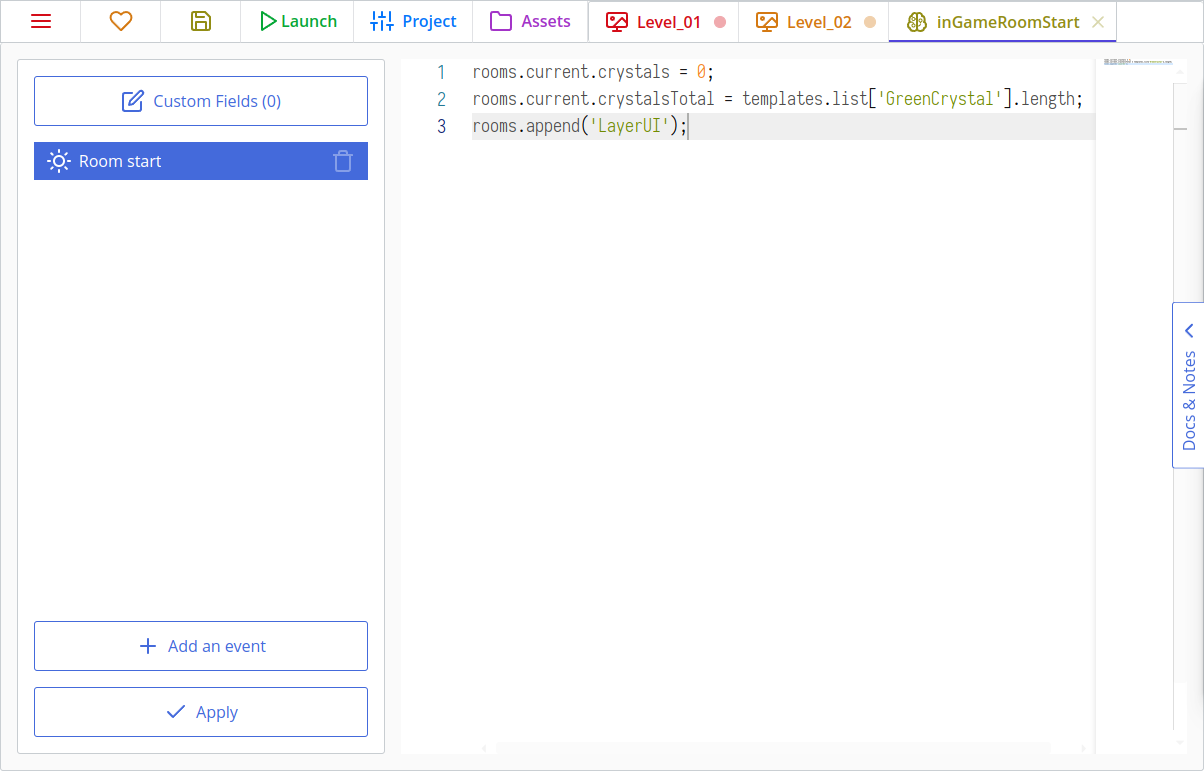 Launch Project Assets Level_01 Level_02 inGameRoomStart
Custom Fields (0)
Room start
Add an event
Apply
1 rooms.current.crystals = 0;
2 rooms.current.crystalsTotal = templates.list['GreenCrystal'].length;
3 rooms.append('LayerUI');
Docs & Notes